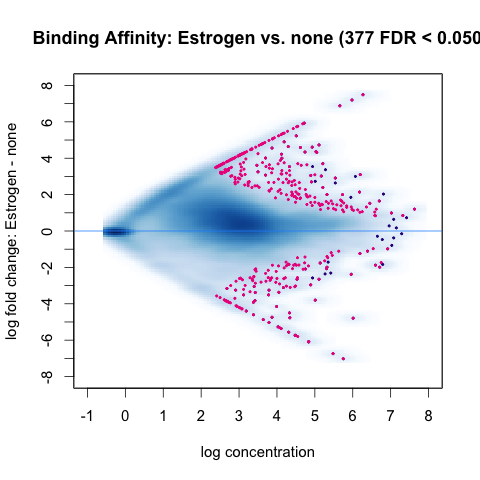 Binding Affinity: Estrogen vs. none (377 FDR < 0.050
log fold change: Estrogen - none
8
6
4
2
0
-2
-4
-6
-8
-1 0 1 2 3 4 5 6 7 8
log concentration